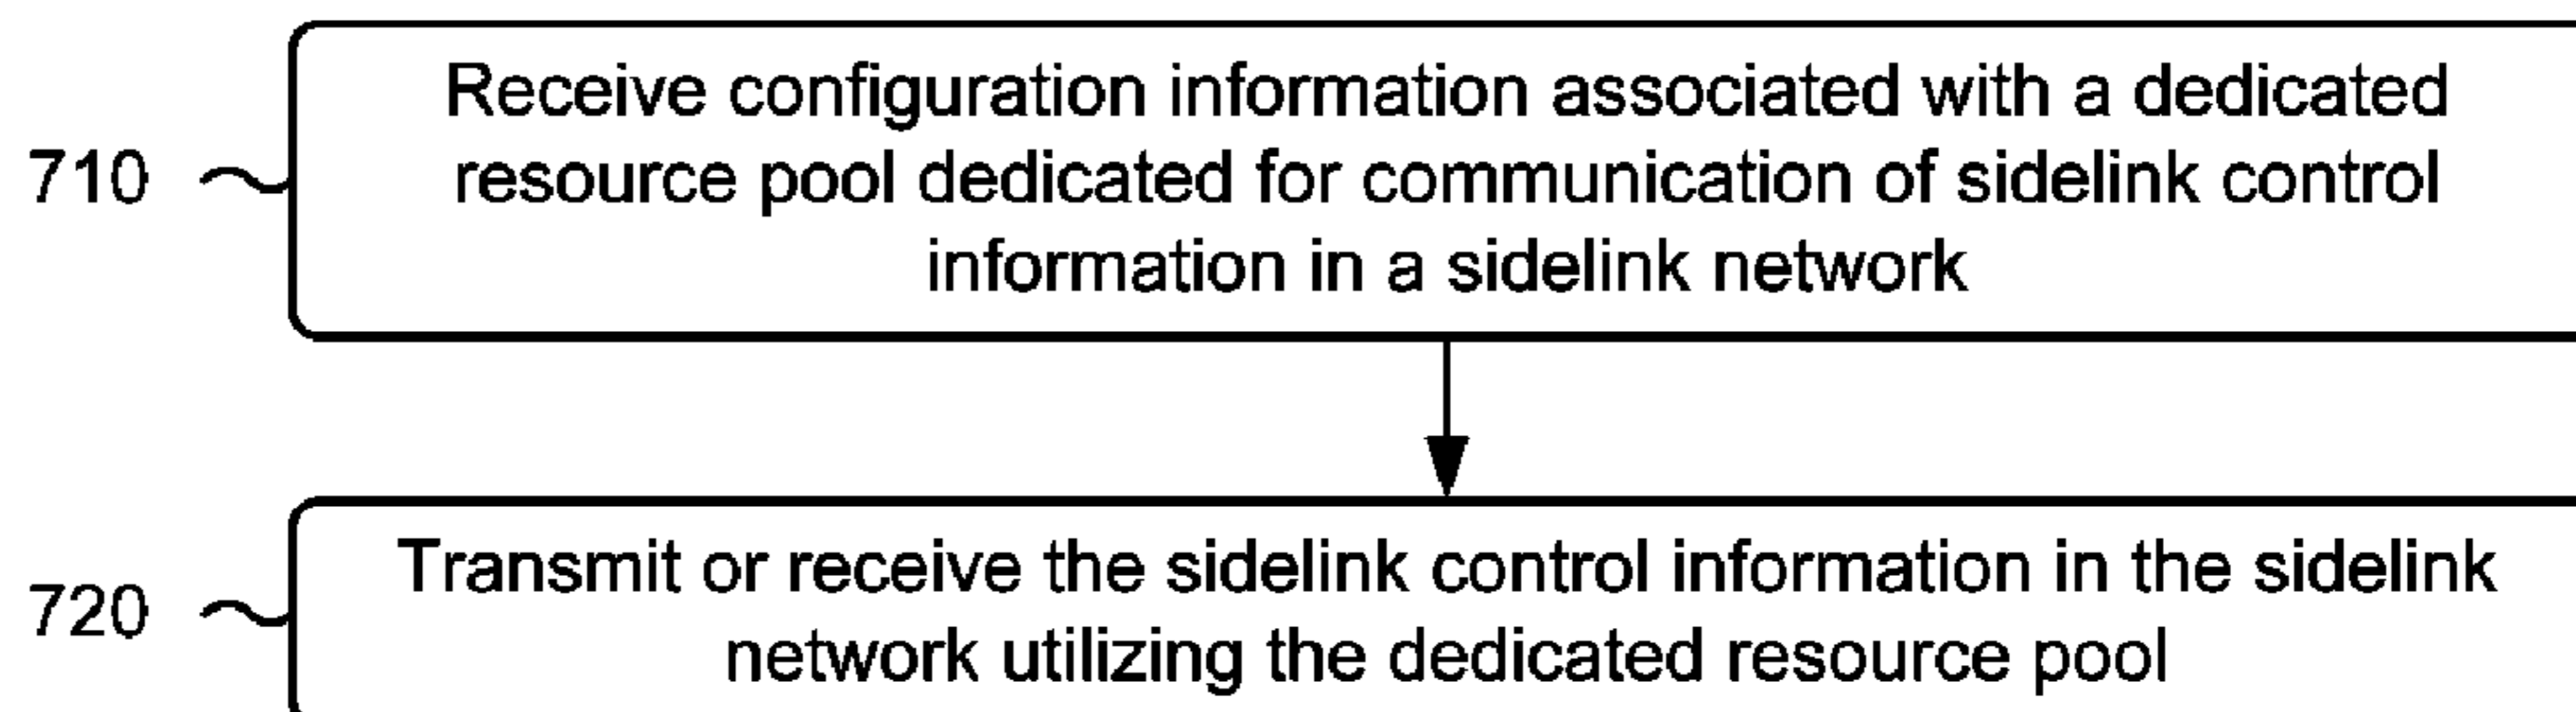 Receive configuration information associated with a dedicated
710
resource pool dedicated for communication of sidelink control
information in a sidelink network
Transmit or receive the sidelink control information in the sidelink
720
network utilizing the dedicated resource pool